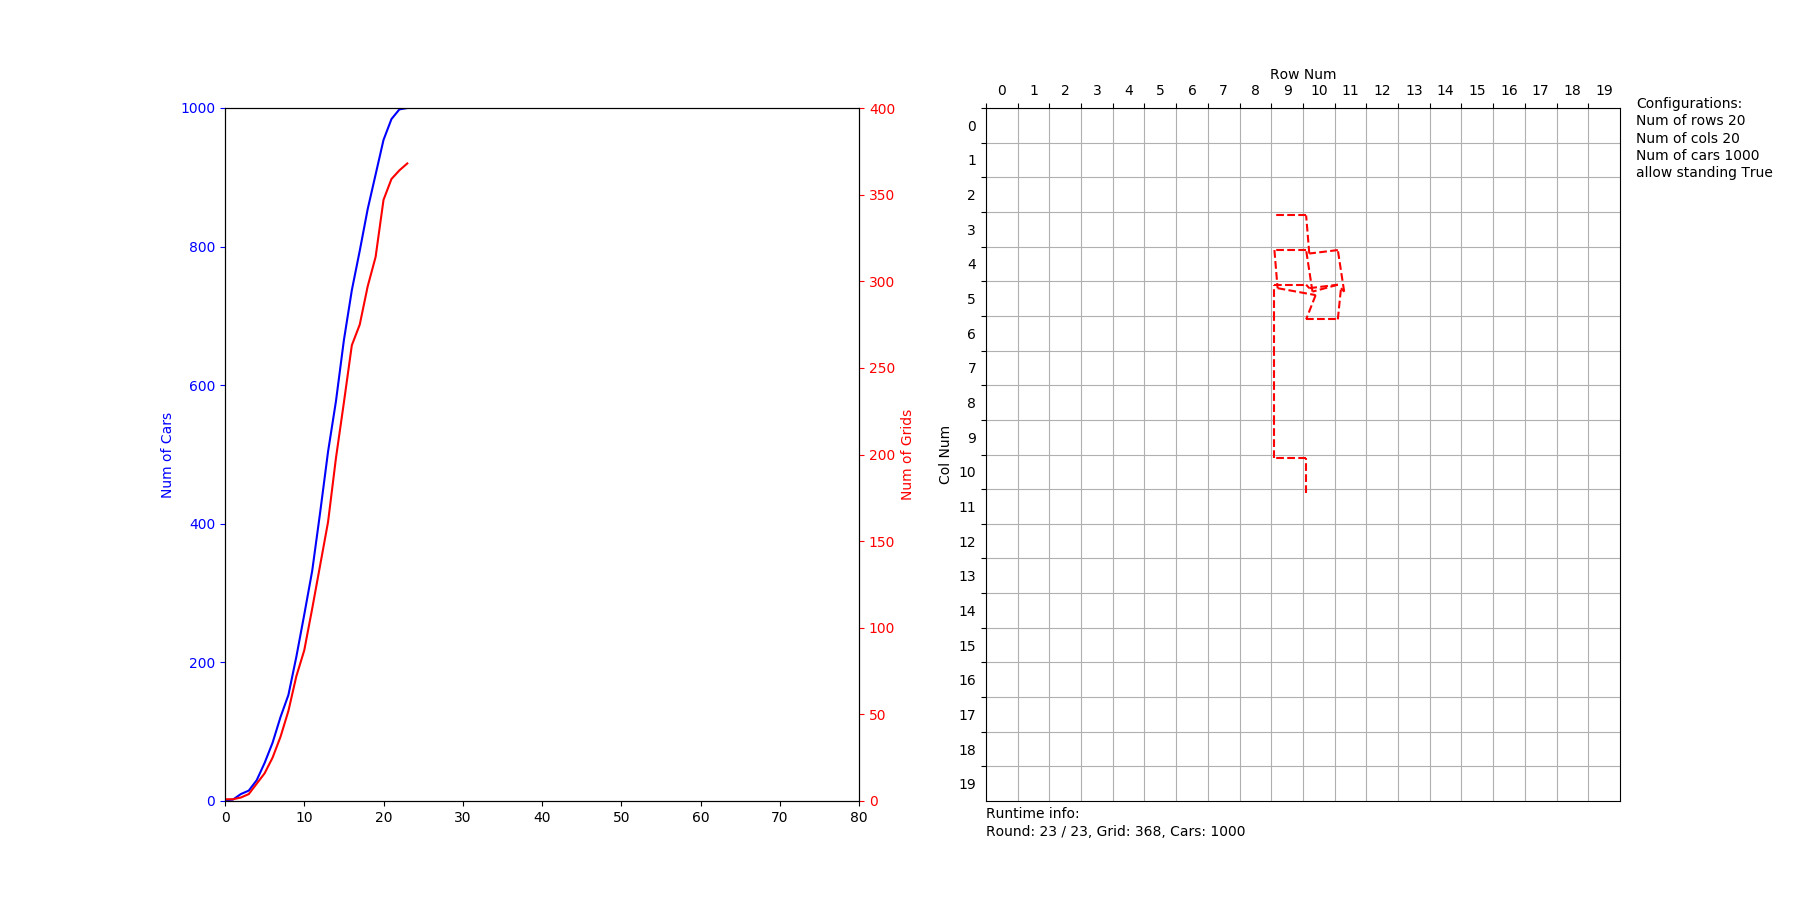 1000
800
600
400
200
0
Num of Cars
0 10 20 30 40 50 60 70 80
400
350
300
250
200
150
100
50
0
Num of Grids
Row Num
0 1 2 3 4 5 6 7 8 9 10 11 12 13 14 15 16 17 18 19
Col Num
0
1
2
3
4
5
6
7
8
9
10
11
12
13
14
15
16
17
18
19
Configurations:
Num of rows 20
Num of cols 20
Num of cars 1000
allow standing True
Runtime info:
Round: 23 / 23, Grid: 368, Cars: 1000